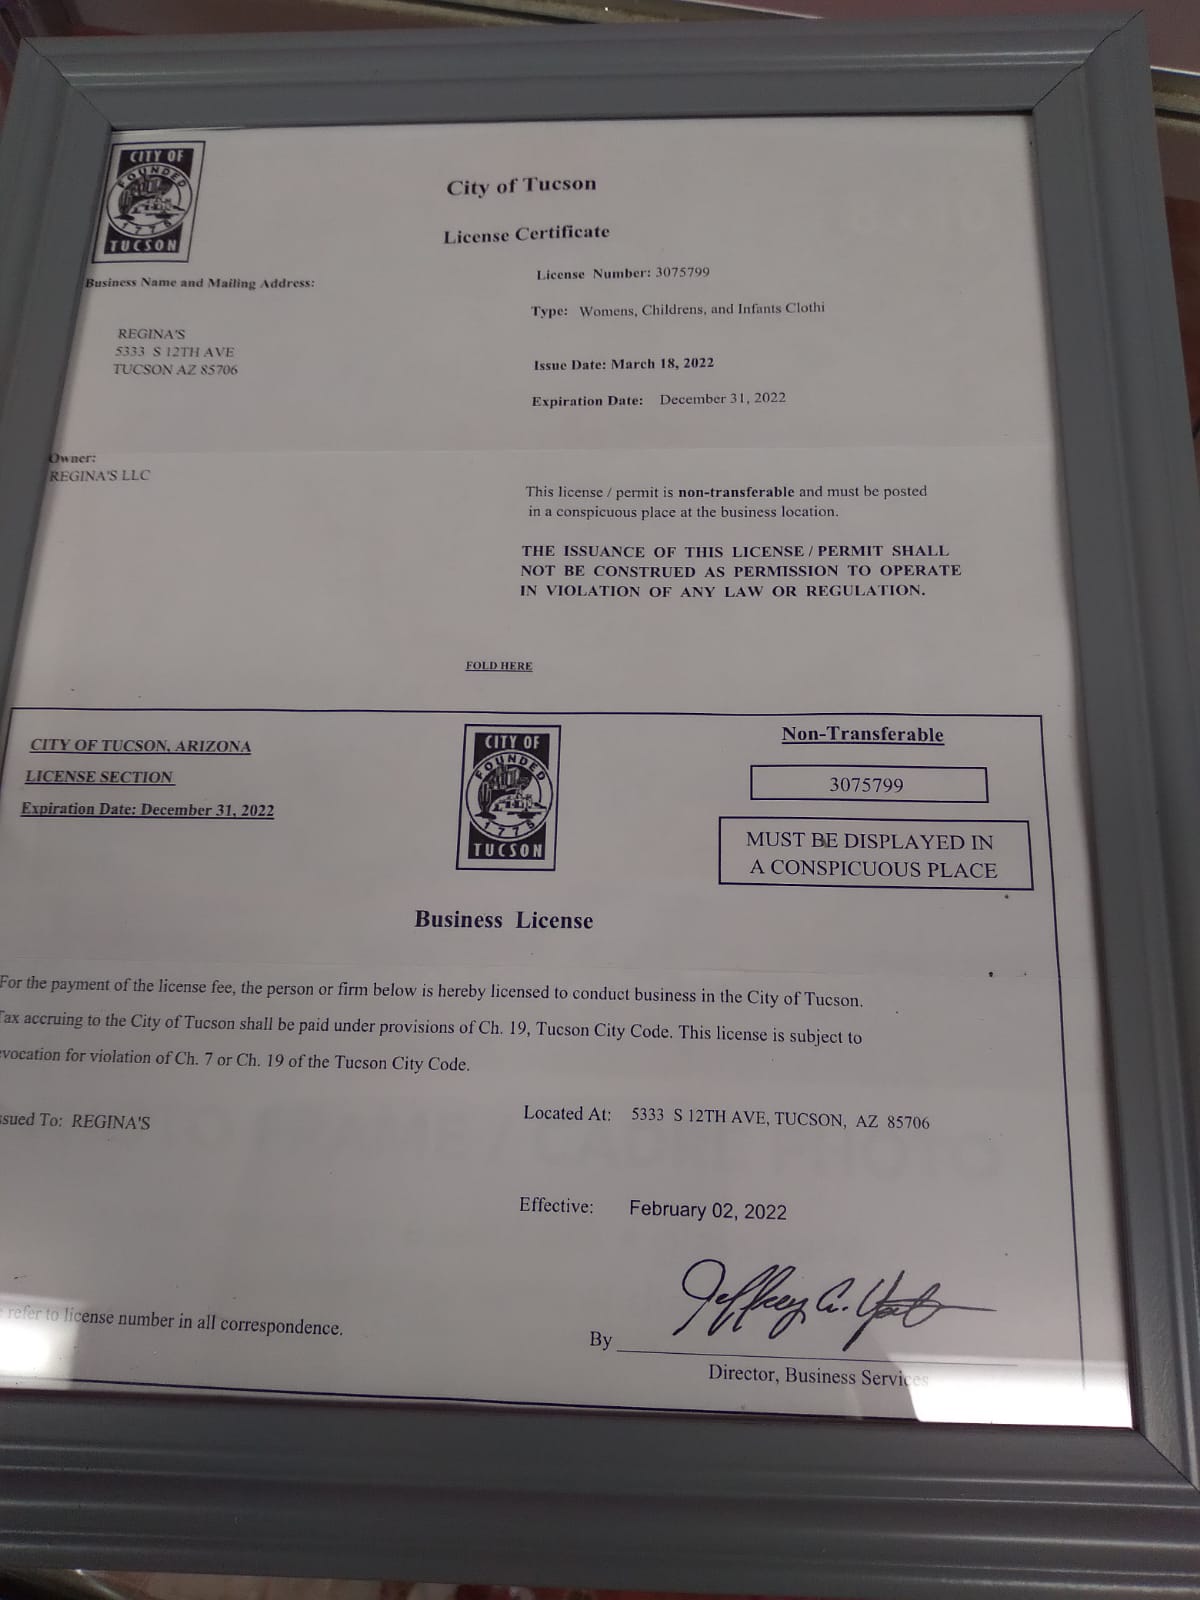 CITY OF
FOUNDED
1775
TUCSON
City of Tucson
License Certificate
Business Name and Mailing Address:
License Number: 3075799
Type: Womens, Childrens, and Infants Clothi
REGINA'S
5333 S 12TH AVE
TUCSON AZ 85706
Issue Date: March 18, 2022
Expiration Date: December 31, 2022
Owner:
REGINA'S LLC
This license / permit is non-transferable and must be posted
in a conspicuous place at the business location.
THE ISSUANCE OF THIS LICENSE / PERMIT SHALL
NOT BE CONSTRUED AS PERMISSION TO OPERATE
IN VIOLATION OF ANY LAW OR REGULATION.
FOLD HERE
CITY OF TUCSON, ARIZONA
LICENSE SECTION
Expiration Date: December 31, 2022
CITY OF
FOUNDED
1775
TUCSON
Non-Transferable
3075799
MUST BE DISPLAYED IN
A CONSPICUOUS PLACE
Business License
For the payment of the license fee, the person or firm below is hereby licensed to conduct business in the City of Tucson.
Tax accruing to the City of Tucson shall be paid under provisions of Ch. 19, Tucson City Code. This license is subject to
evocation for violation of Ch. 7 or Ch. 19 of the Tucson City Code.
ssued To: REGINA'S
Located At: 5333 S 12TH AVE, TUCSON, AZ 85706
Effective: February 02, 2022
refer to license number in all correspondence.
Jeffrey A.
By
Director, Business Services